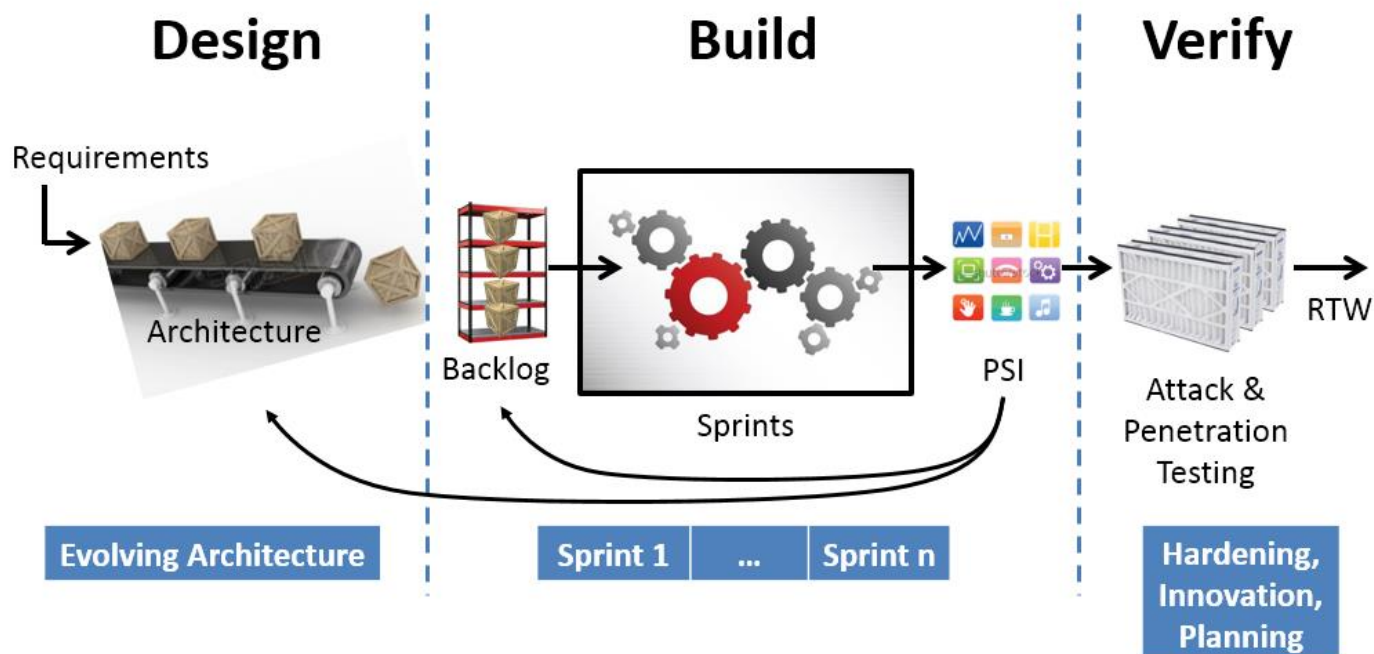 Design
Build
Verify
Requirements
Architecture
Backlog
Sprints
PSI
Attack &
Penetration
Testing
RTW
Evolving Architecture
Sprint 1
...
Sprint n
Hardening,
Innovation,
Planning